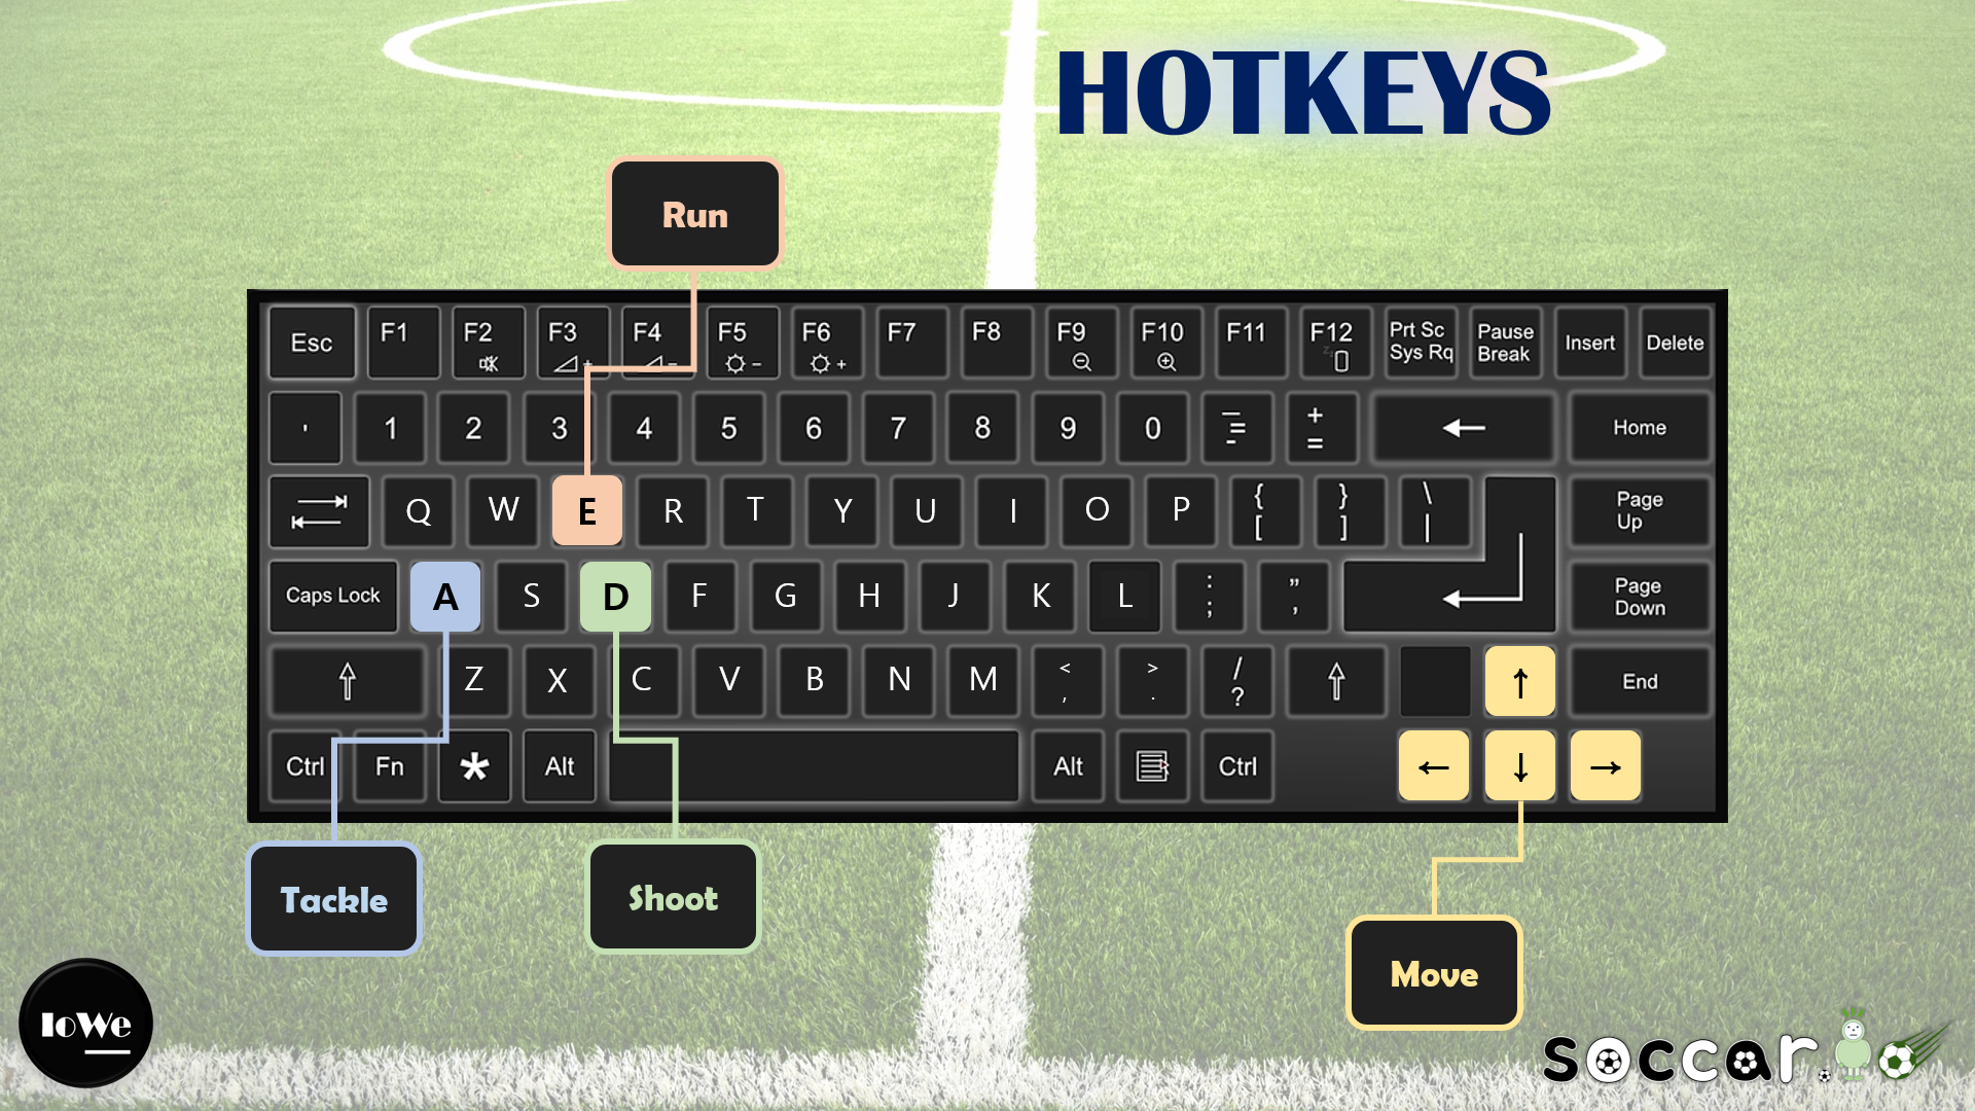 HOTKEYS
Run
Esc F1 F2 F3 F4 F5 F6 F7 F8 F9 F10 F11 F12 Prt Sc Sys Rq Pause Break Insert Delete
' 1 2 3 4 5 6 7 8 9 0 — = - + = ← Home
Q W E R T Y U I O P { [ } ] \ | Page Up
Caps Lock A S D F G H J K L : ; " , Page Down
⇧ Z X C V B N M < , > . / ? ⇧ ↑ End
Ctrl Fn * Alt Alt Ctrl ← ↓ →
Tackle
Shoot
Move
IoWe
soccar.io